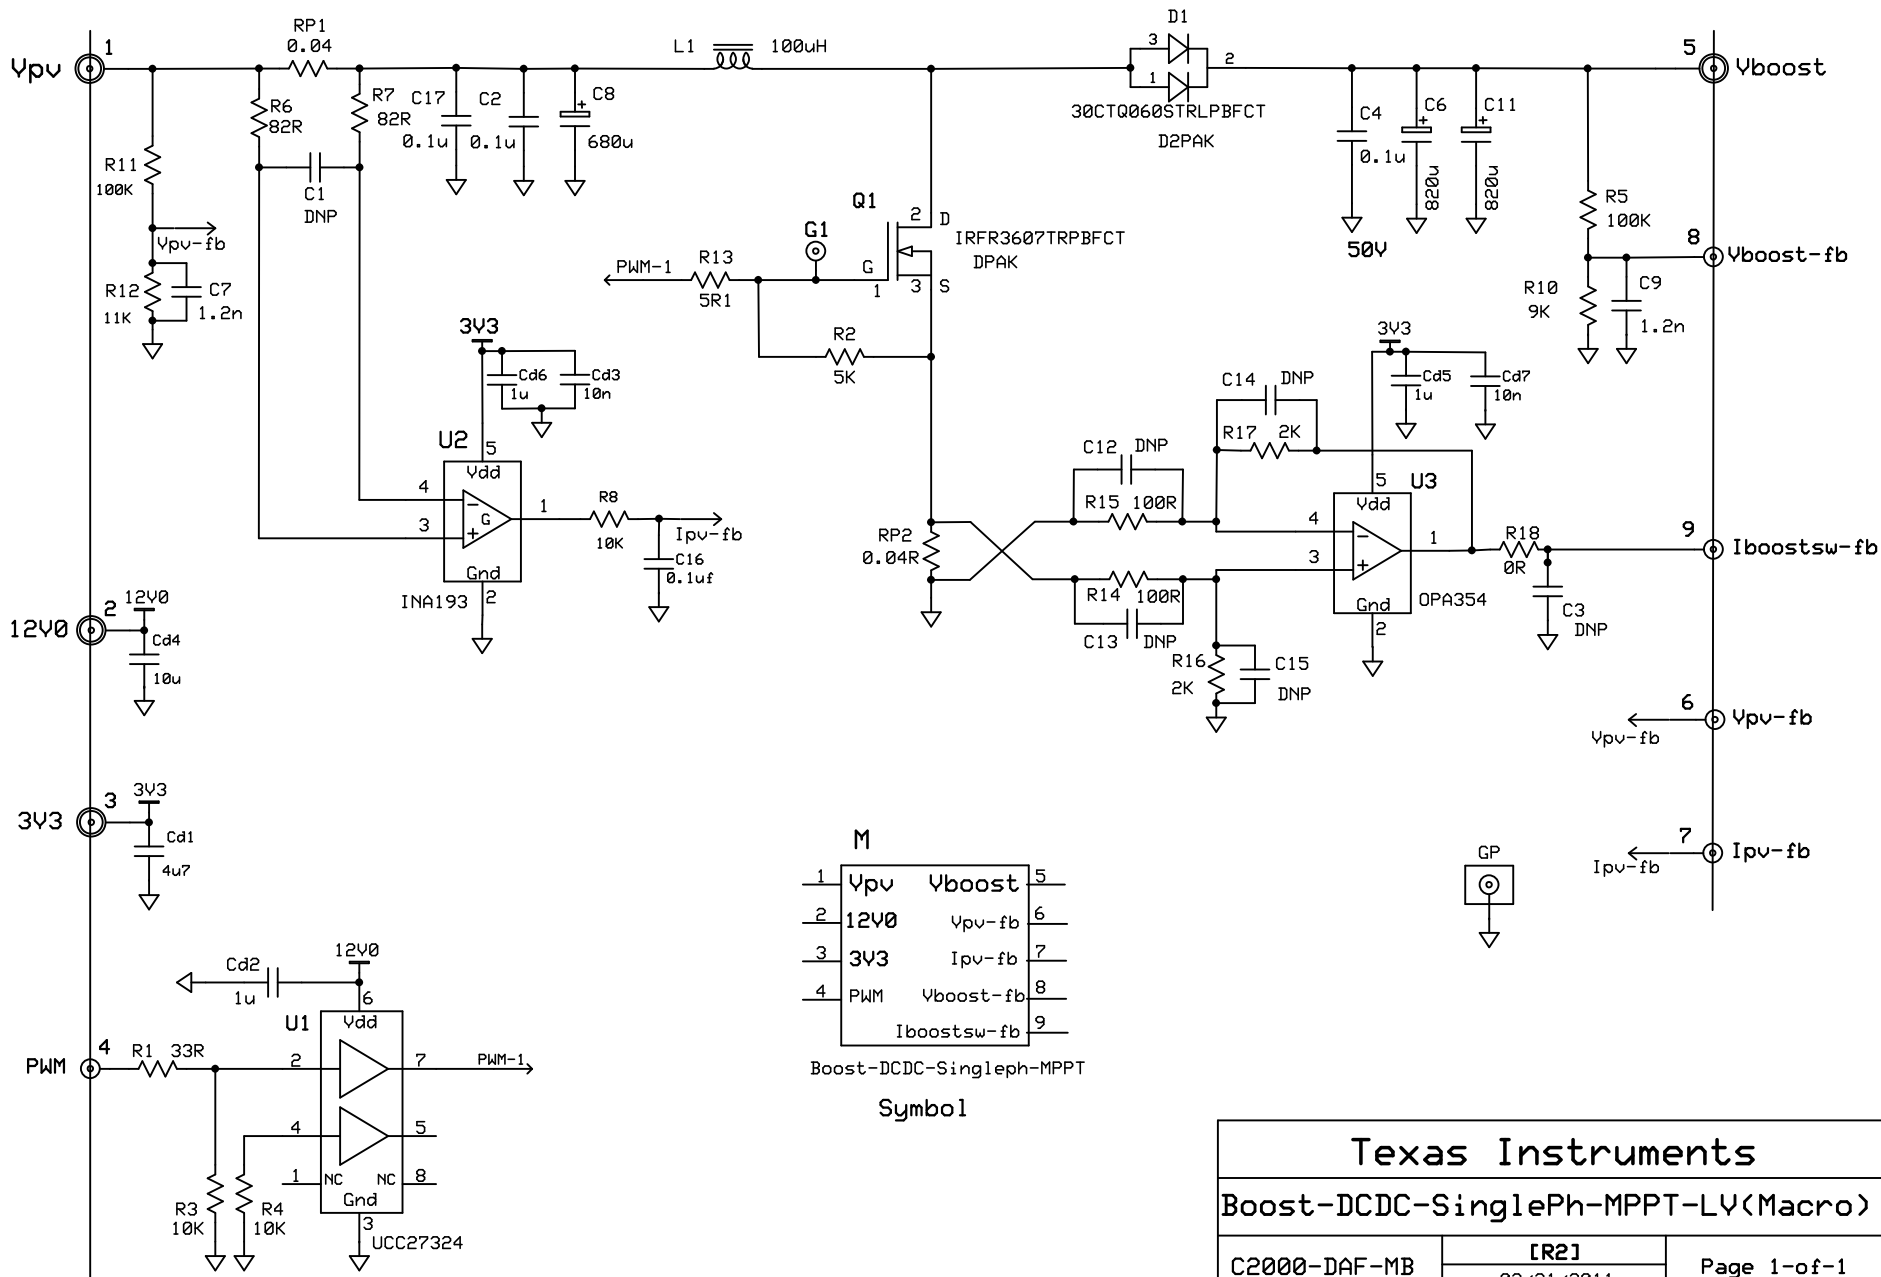 RP1
0.04
1
Vpv
L1
100uH
D1
3
1
2
30CTQ060STRLPBFCT
D2PAK
5
Vboost
R6
82R
R7
82R
C17
0.1u
C2
0.1u
C8
+
680u
C4
0.1u
50V
C6
+
820u
C11
+
820u
R11
100K
C1
DNP
Vpv-fb
R12
11K
C7
1.2n
Q1
G1
2
D
IRFR3607TRPBFCT
DPAK
G
1
3
S
PWM-1
R13
5R1
R2
5K
R5
100K
8
Vboost-fb
R10
9K
C9
1.2n
3V3
Cd6
1u
Cd3
10n
U2
5
Vdd
4
3
G
1
Gnd
2
INA193
R8
10K
Ipv-fb
C16
0.1uf
3V3
Cd5
1u
Cd7
10n
C14
DNP
R17
2K
C12
DNP
R15
100R
RP2
0.04R
R14
100R
C13
DNP
5
U3
Vdd
4
3
1
Gnd
2
OPA354
R18
0R
C3
DNP
9
Iboostsw-fb
R16
2K
C15
DNP
2
12V0
12V0
Cd4
10u
6
Vpv-fb
Vpv-fb
3
3V3
3V3
Cd1
4u7
7
Ipv-fb
Ipv-fb
GP
M
1
Vpv
Vboost
5
2
12V0
Vpv-fb
6
3
3V3
Ipv-fb
7
4
PWM
Vboost-fb
8
Iboostsw-fb
9
Boost-DCDC-Singleph-MPPT
Symbol
12V0
Cd2
1u
6
U1
Vdd
4
PWM
R1
33R
2
7
PWM-1
4
5
1
NC
NC
8
Gnd
3
R3
10K
R4
10K
UCC27324
Texas Instruments
Boost-DCDC-SinglePh-MPPT-LV(Macro)
C2000-DAF-MB
[R2]
Page 1-of-1